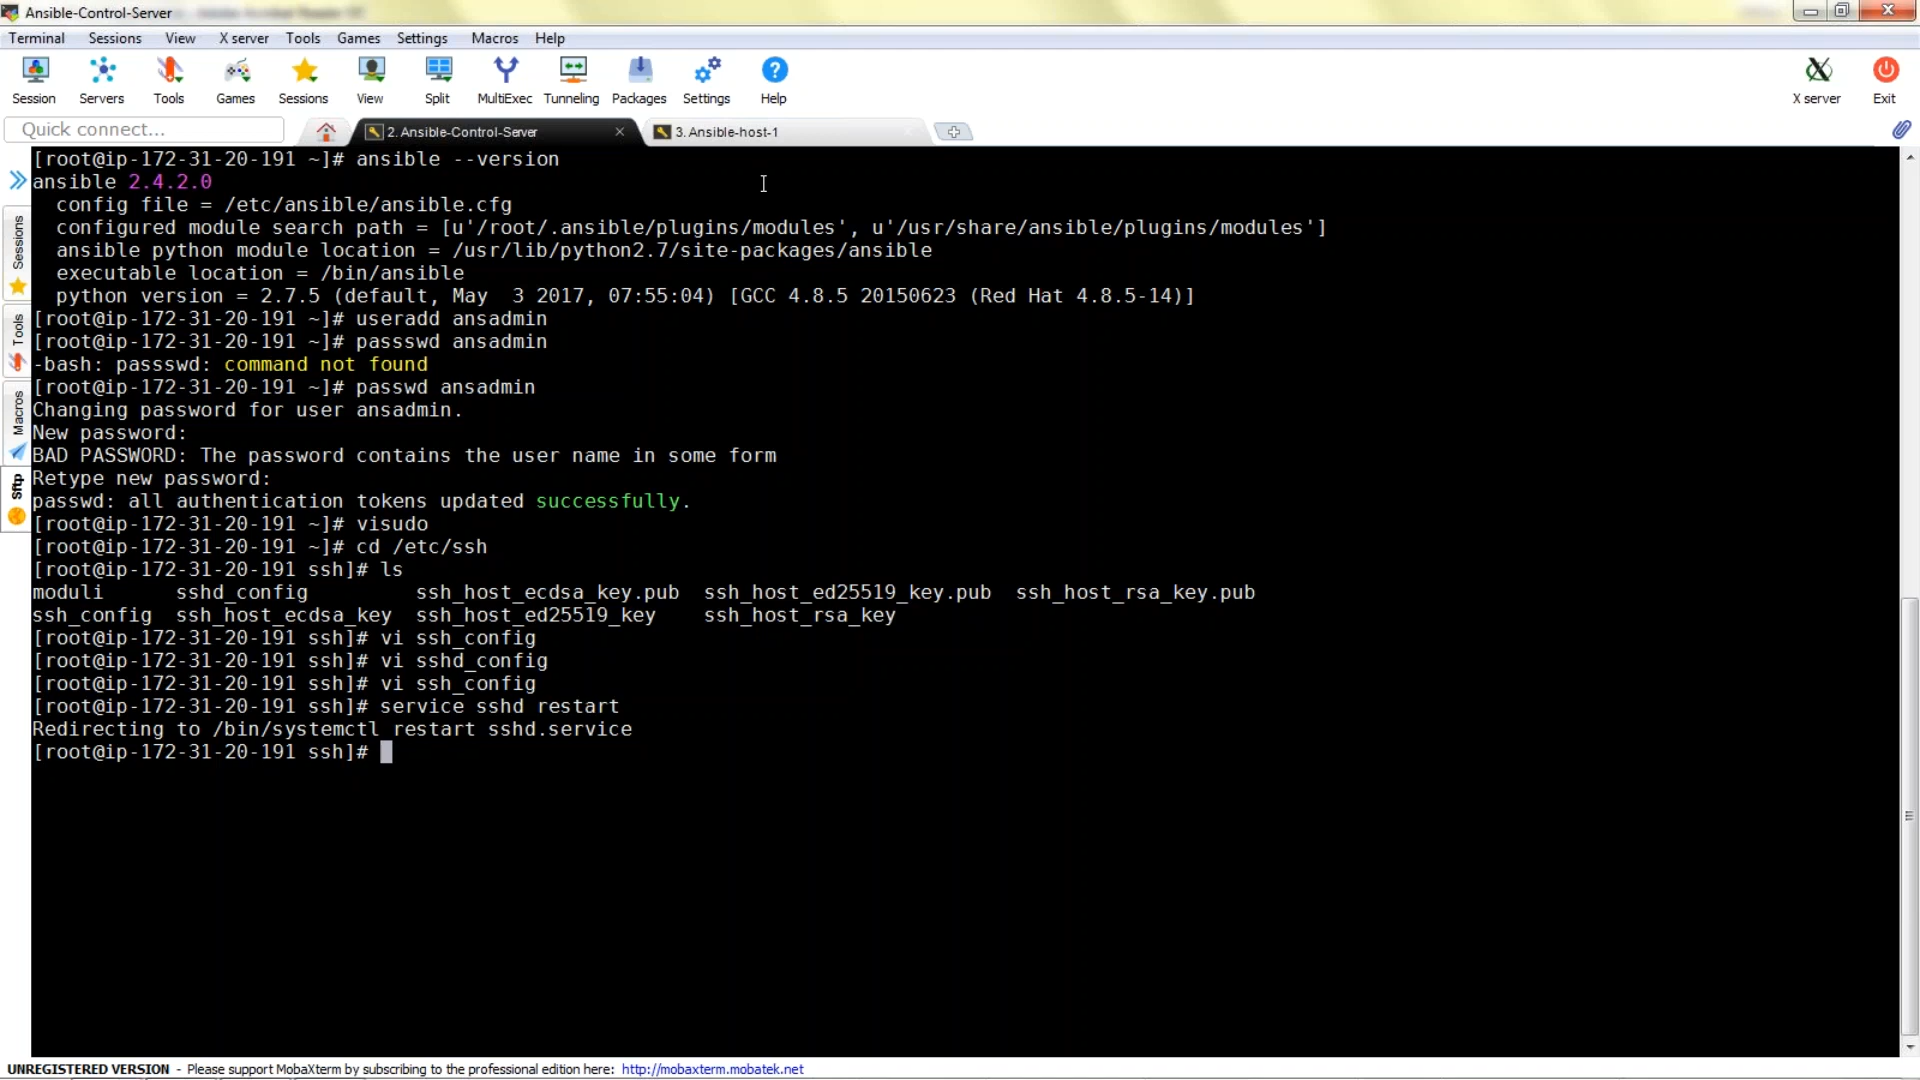 Ansible-Control-Server
Terminal Sessions View X server Tools Games Settings Macros Help
Session Servers Tools Games Sessions View Split MultiExec Tunneling Packages Settings Help X server Exit
Quick connect... 2. Ansible-Control-Server 3. Ansible-host-1
Sessions
Tools
Macros
Sftp
[root@ip-172-31-20-191 ~]# ansible --version
ansible 2.4.2.0
config file = /etc/ansible/ansible.cfg
configured module search path = [u'/root/.ansible/plugins/modules', u'/usr/share/ansible/plugins/modules']
ansible python module location = /usr/lib/python2.7/site-packages/ansible
executable location = /bin/ansible
python version = 2.7.5 (default, May  3 2017, 07:55:04) [GCC 4.8.5 20150623 (Red Hat 4.8.5-14)]
[root@ip-172-31-20-191 ~]# useradd ansadmin
[root@ip-172-31-20-191 ~]# passswd ansadmin
-bash: passswd: command not found
[root@ip-172-31-20-191 ~]# passwd ansadmin
Changing password for user ansadmin.
New password:
BAD PASSWORD: The password contains the user name in some form
Retype new password:
passwd: all authentication tokens updated successfully.
[root@ip-172-31-20-191 ~]# visudo
[root@ip-172-31-20-191 ~]# cd /etc/ssh
[root@ip-172-31-20-191 ssh]# ls
moduli      sshd_config         ssh_host_ecdsa_key.pub  ssh_host_ed25519_key.pub  ssh_host_rsa_key.pub
ssh_config  ssh_host_ecdsa_key  ssh_host_ed25519_key    ssh_host_rsa_key
[root@ip-172-31-20-191 ssh]# vi ssh_config
[root@ip-172-31-20-191 ssh]# vi sshd_config
[root@ip-172-31-20-191 ssh]# vi ssh_config
[root@ip-172-31-20-191 ssh]# service sshd restart
Redirecting to /bin/systemctl restart sshd.service
[root@ip-172-31-20-191 ssh]#
UNREGISTERED VERSION - Please support MobaXterm by subscribing to the professional edition here: http://mobaxterm.mobatek.net